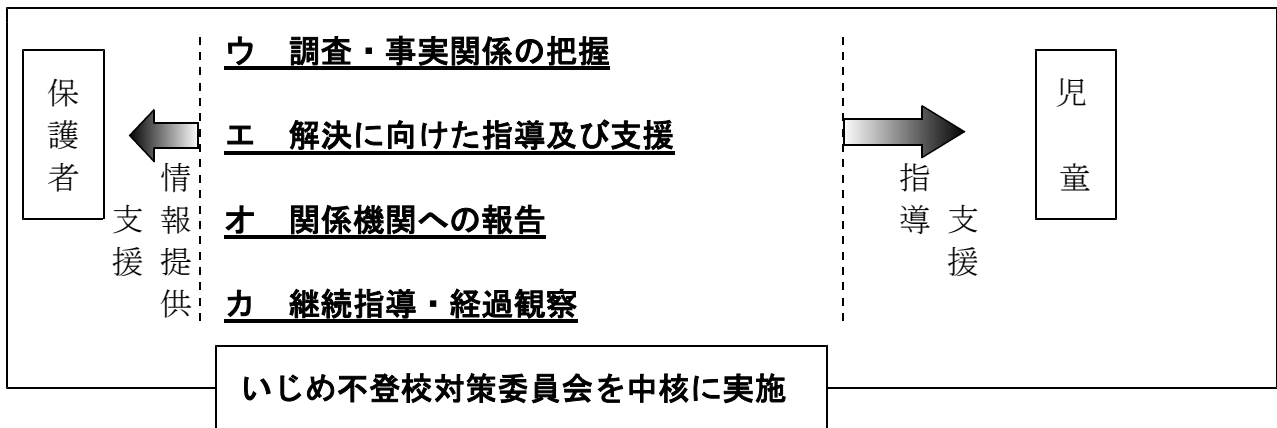 保護者
情報提供
支援
ウ　調査・事実関係の把握
エ　解決に向けた指導及び支援
オ　関係機関への報告
カ　継続指導・経過観察
指導
支援
児童
いじめ不登校対策委員会を中核に実施